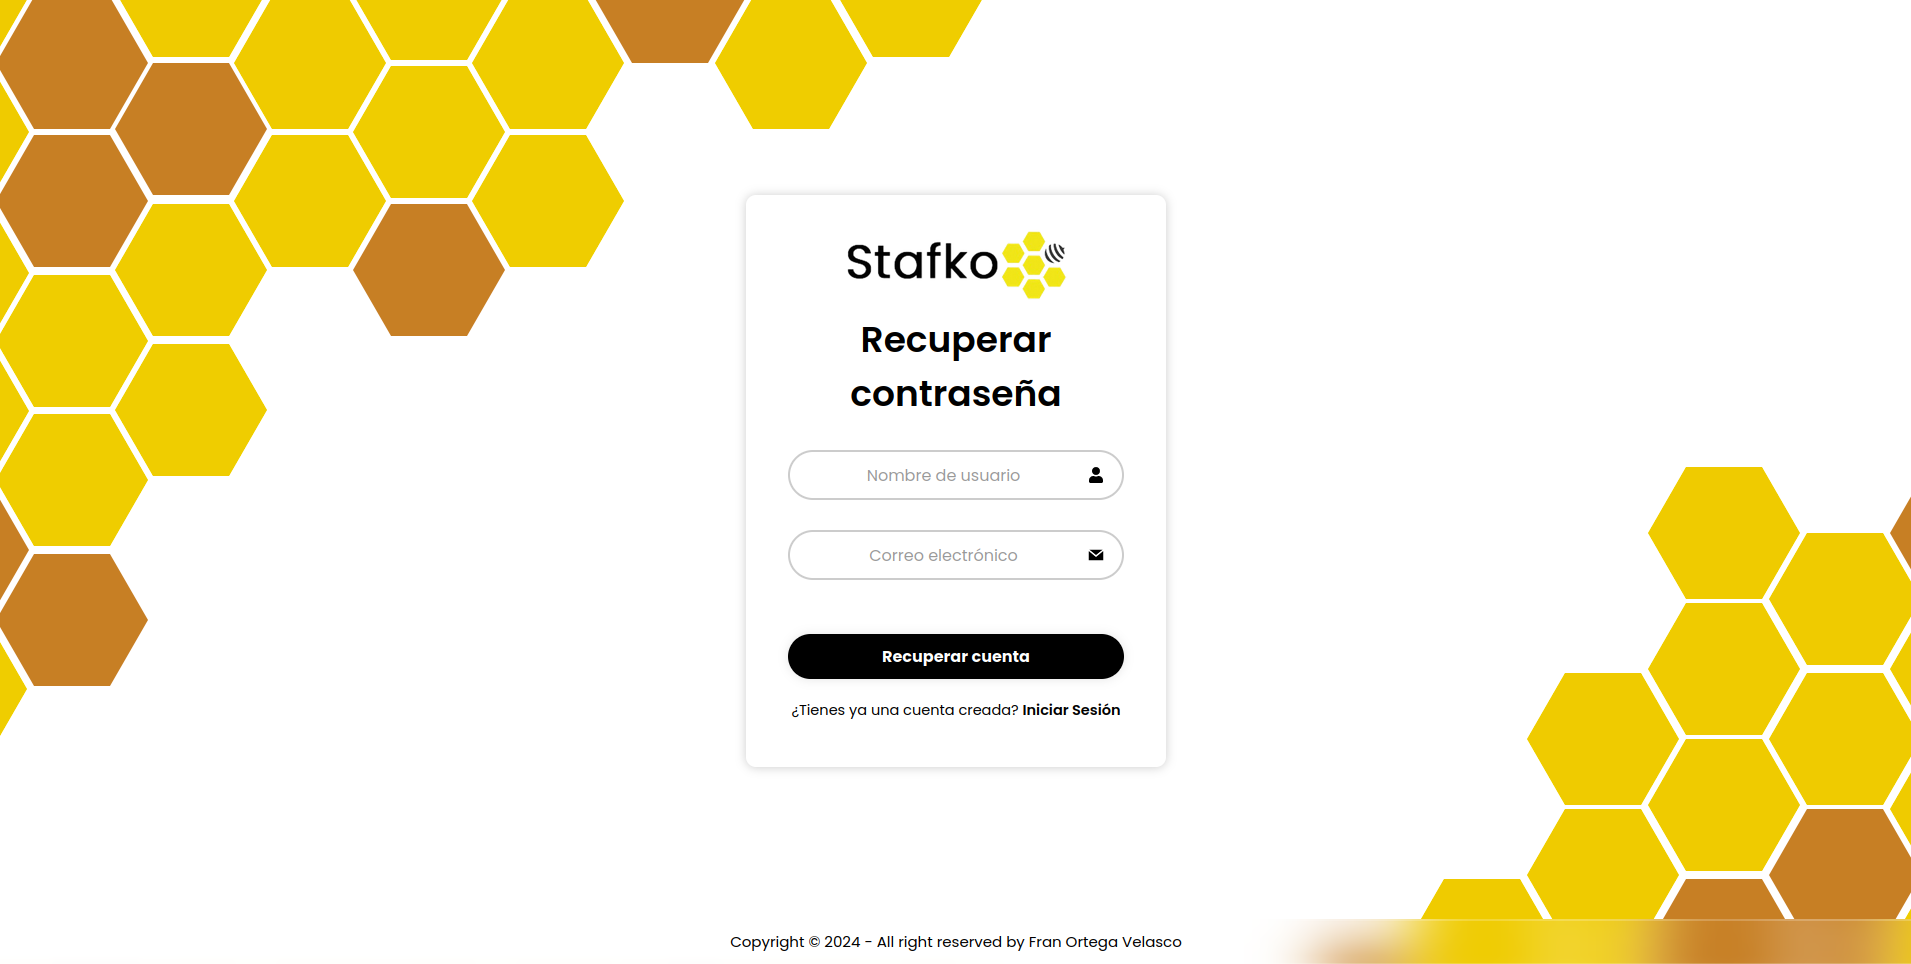 Stafko
Recuperar
contraseña
Nombre de usuario
Correo electrónico
Recuperar cuenta
¿Tienes ya una cuenta creada? Iniciar Sesión
Copyright © 2024 - All right reserved by Fran Ortega Velasco